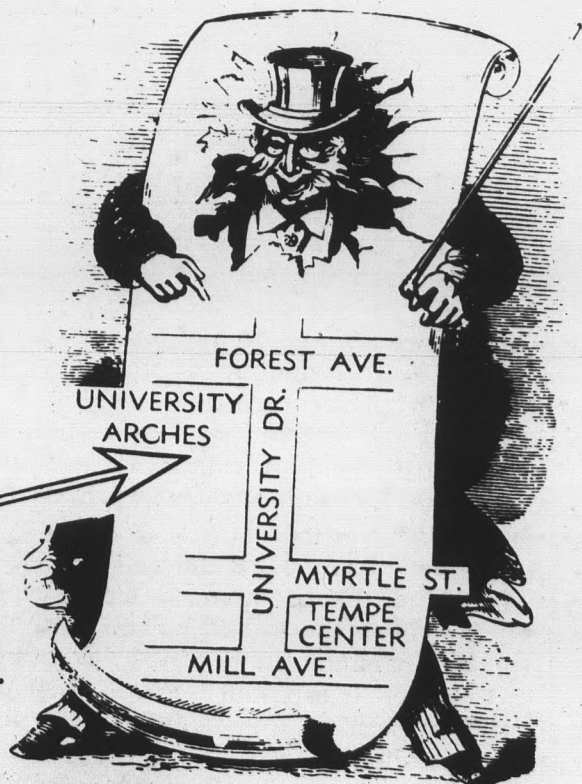 FOREST AVE.
UNIVERSITY
ARCHES
UNIVERSITY DR.
MYRTLE ST.
TEMPE
CENTER
MILL AVE.